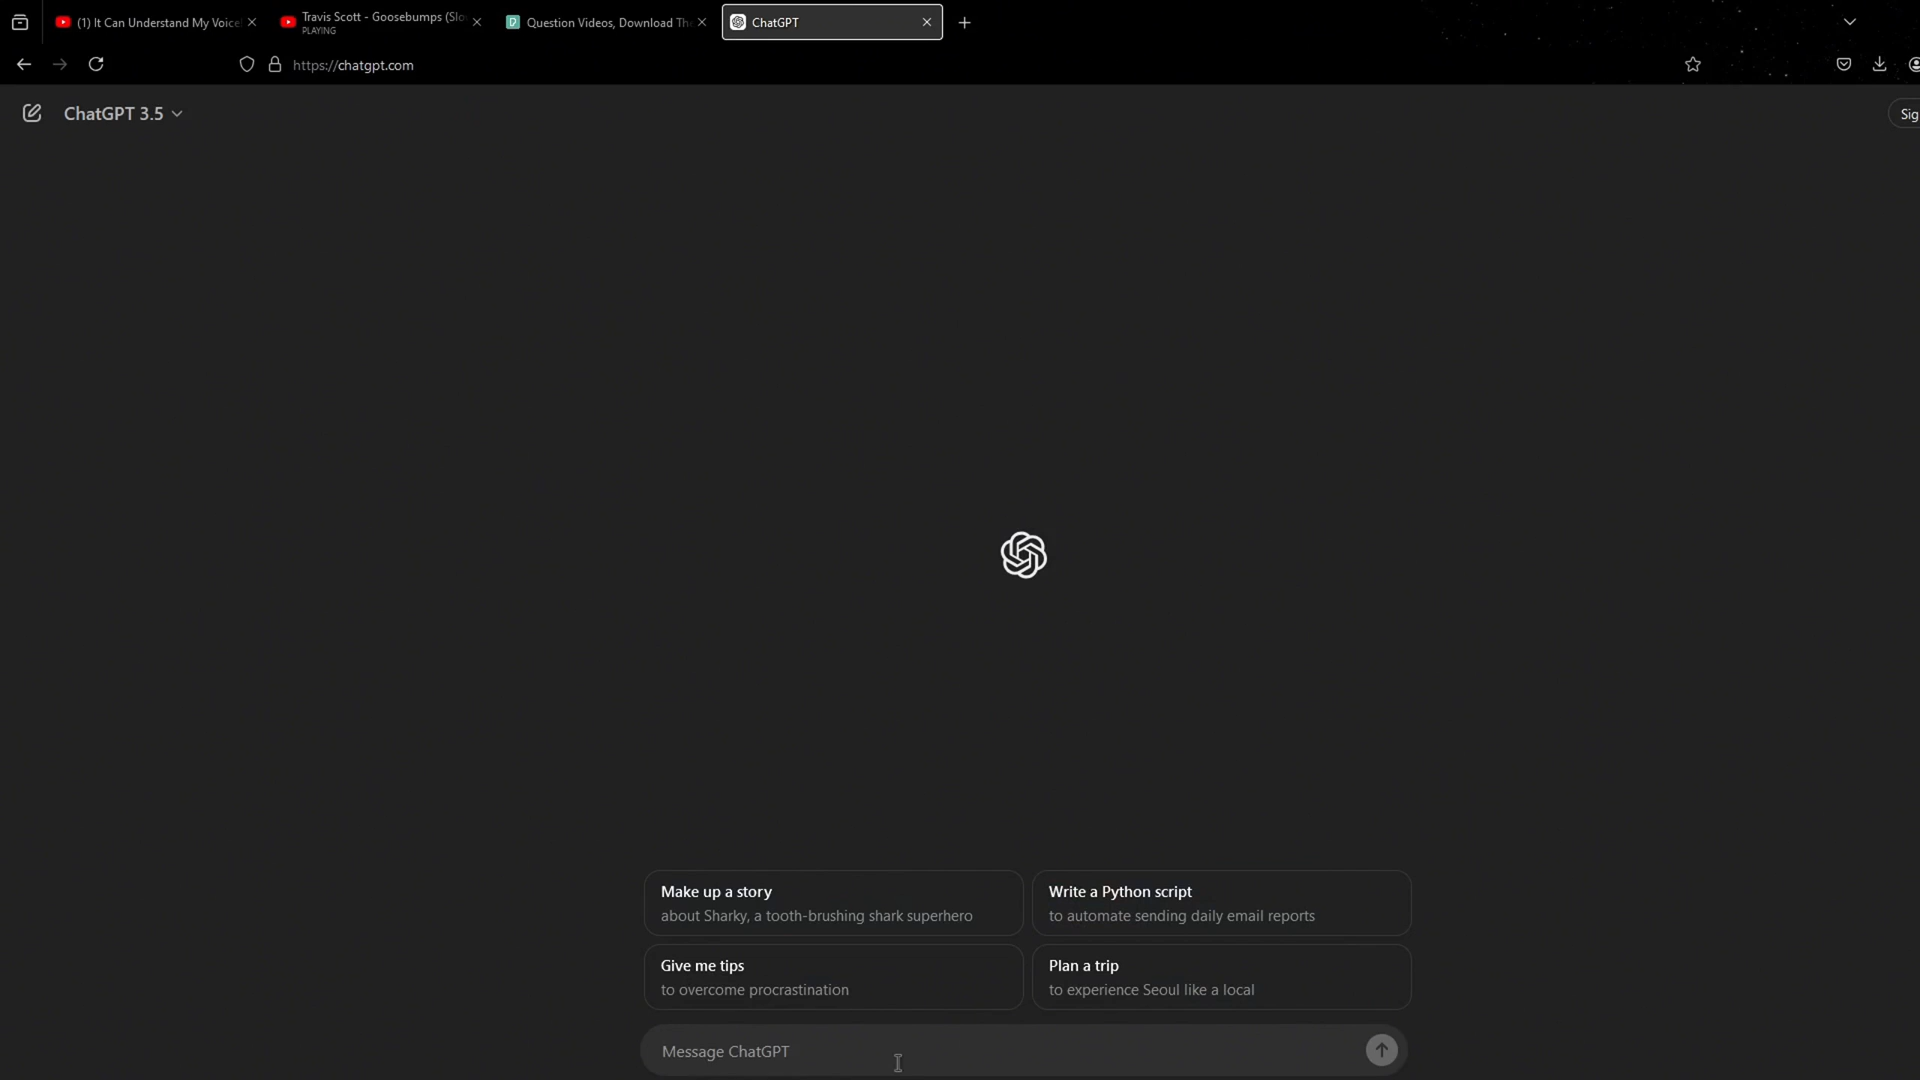 (1) It Can Understand My Voice
Travis Scott - Goosebumps (Slo
PLAYING
Question Videos, Download Th
ChatGPT
https://chatgpt.com
ChatGPT 3.5
Sig
Make up a story
about Sharky, a tooth-brushing shark superhero
Write a Python script
to automate sending daily email reports
Give me tips
to overcome procrastination
Plan a trip
to experience Seoul like a local
Message ChatGPT